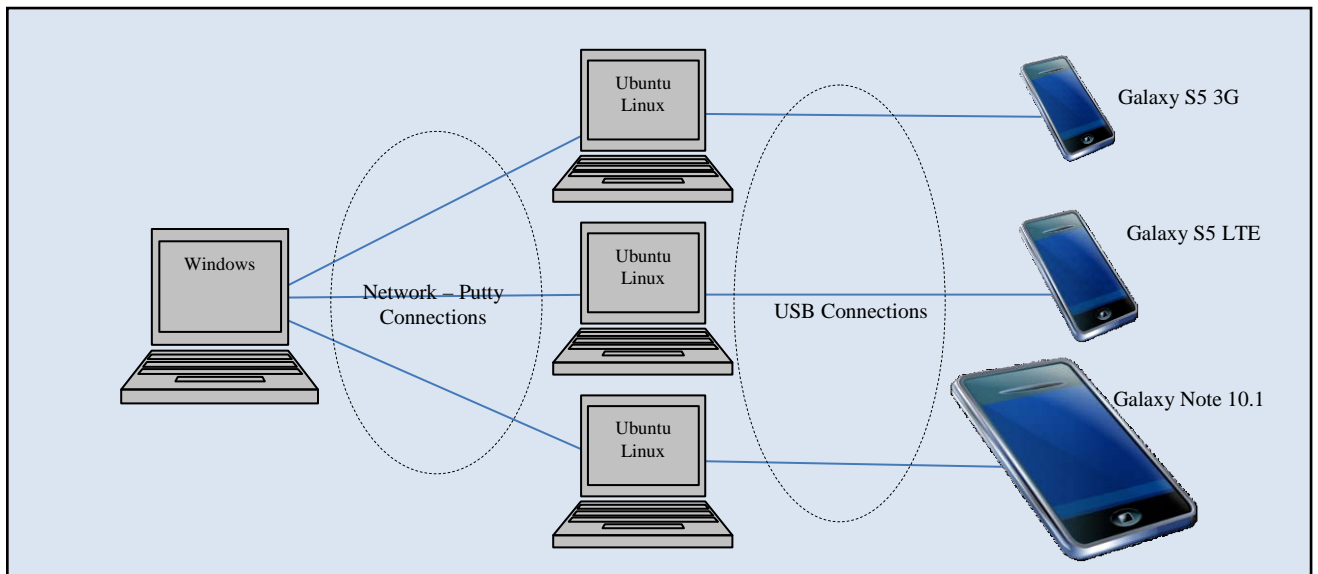 Ubuntu
Linux
Galaxy S5 3G
Windows
Network – Putty
Connections
Ubuntu
Linux
USB Connections
Galaxy S5 LTE
Ubuntu
Linux
Galaxy Note 10.1